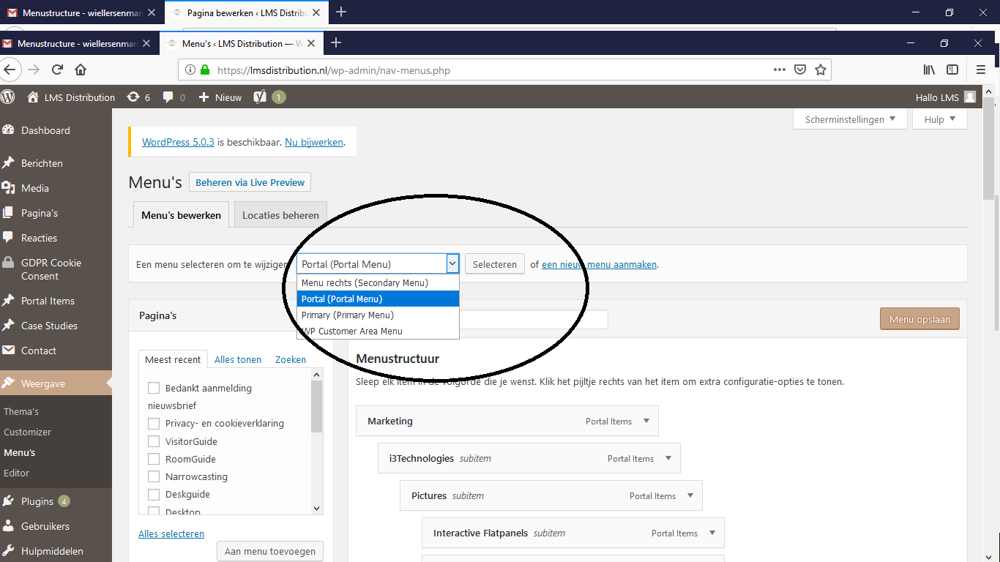 Menustructure - wiellersenmar
Pagina bewerken ‹ LMS Distribu
Menustructure - wiellersenmar
Menu's ‹ LMS Distribution — W
https://lmsdistribution.nl/wp-admin/nav-menus.php
LMS Distribution 6 0 Nieuw 1 Hallo LMS
Scherminstellingen Hulp
Dashboard
Berichten
Media
Pagina's
Reacties
GDPR Cookie
Consent
Portal Items
Case Studies
Contact
Weergave
Thema's
Customizer
Menu's
Editor
Plugins 4
Gebruikers
Hulpmiddelen
WordPress 5.0.3 is beschikbaar. Nu bijwerken.
Menu's Beheren via Live Preview
Menu's bewerken Locaties beheren
Een menu selecteren om te wijzigen Portal (Portal Menu) Selecteren of een nieuw menu aanmaken.
Menu rechts (Secondary Menu)
Portal (Portal Menu)
Primary (Primary Menu)
WP Customer Area Menu
Pagina's
Meest recent Alles tonen Zoeken
Bedankt aanmelding
nieuwsbrief
Privacy- en cookieverklaring
VisitorGuide
RoomGuide
Narrowcasting
Deskguide
Desktop
Alles selecteren
Aan menu toevoegen
Menu opslaan
Menustructuur
Sleep elk item in de volgorde die je wenst. Klik het pijltje rechts van het item om extra configuratie-opties te tonen.
Marketing Portal Items
i3Technologies subitem Portal Items
Pictures subitem Portal Items
Interactive Flatpanels subitem Portal Items